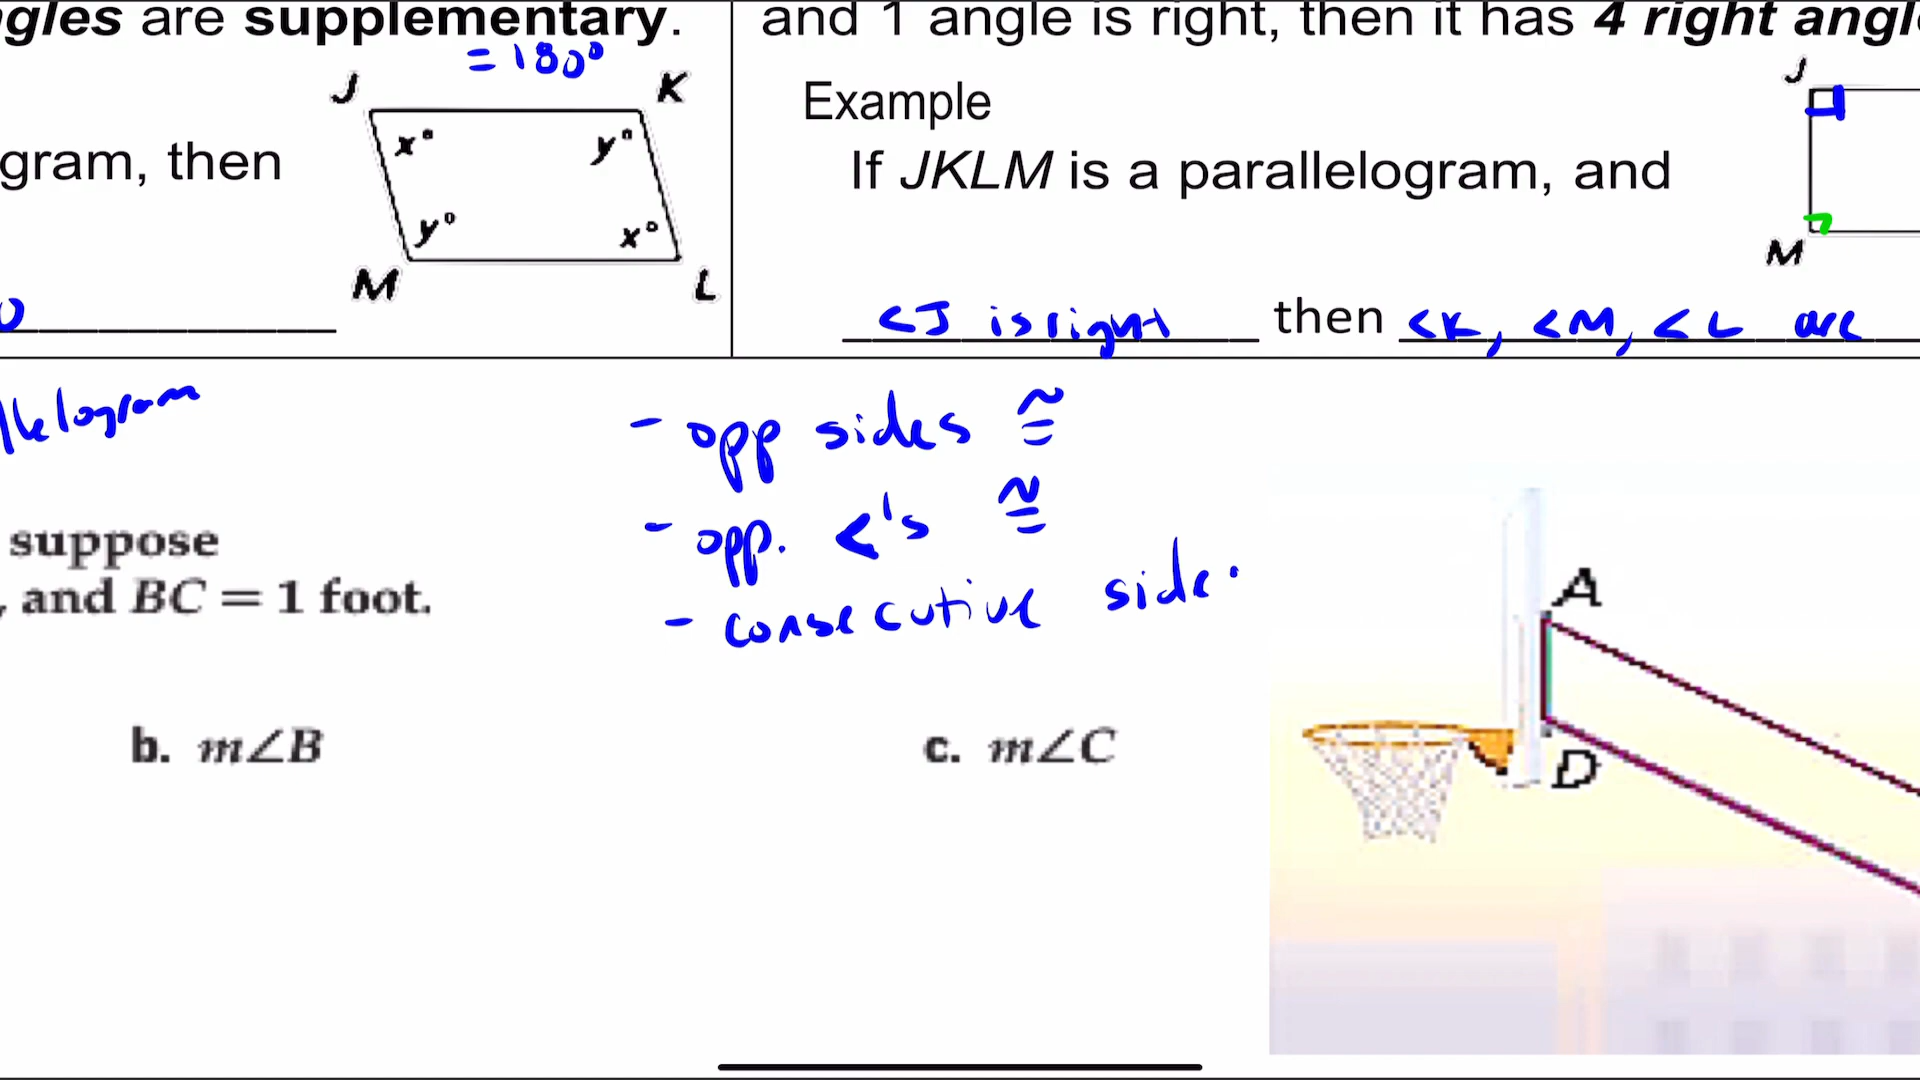 gles are supplementary.
= 180°
J K
x° y°
gram, then
y° x°
M L
and 1 angle is right, then it has 4 right angl
Example
J
If JKLM is a parallelogram, and
M
<J is right then <K, <M, <L are
llelogram
- opp sides ≅
- opp. <'s ≅
- consecutive side.
suppose
, and BC = 1 foot.
b. m∠B
c. m∠C
A
D